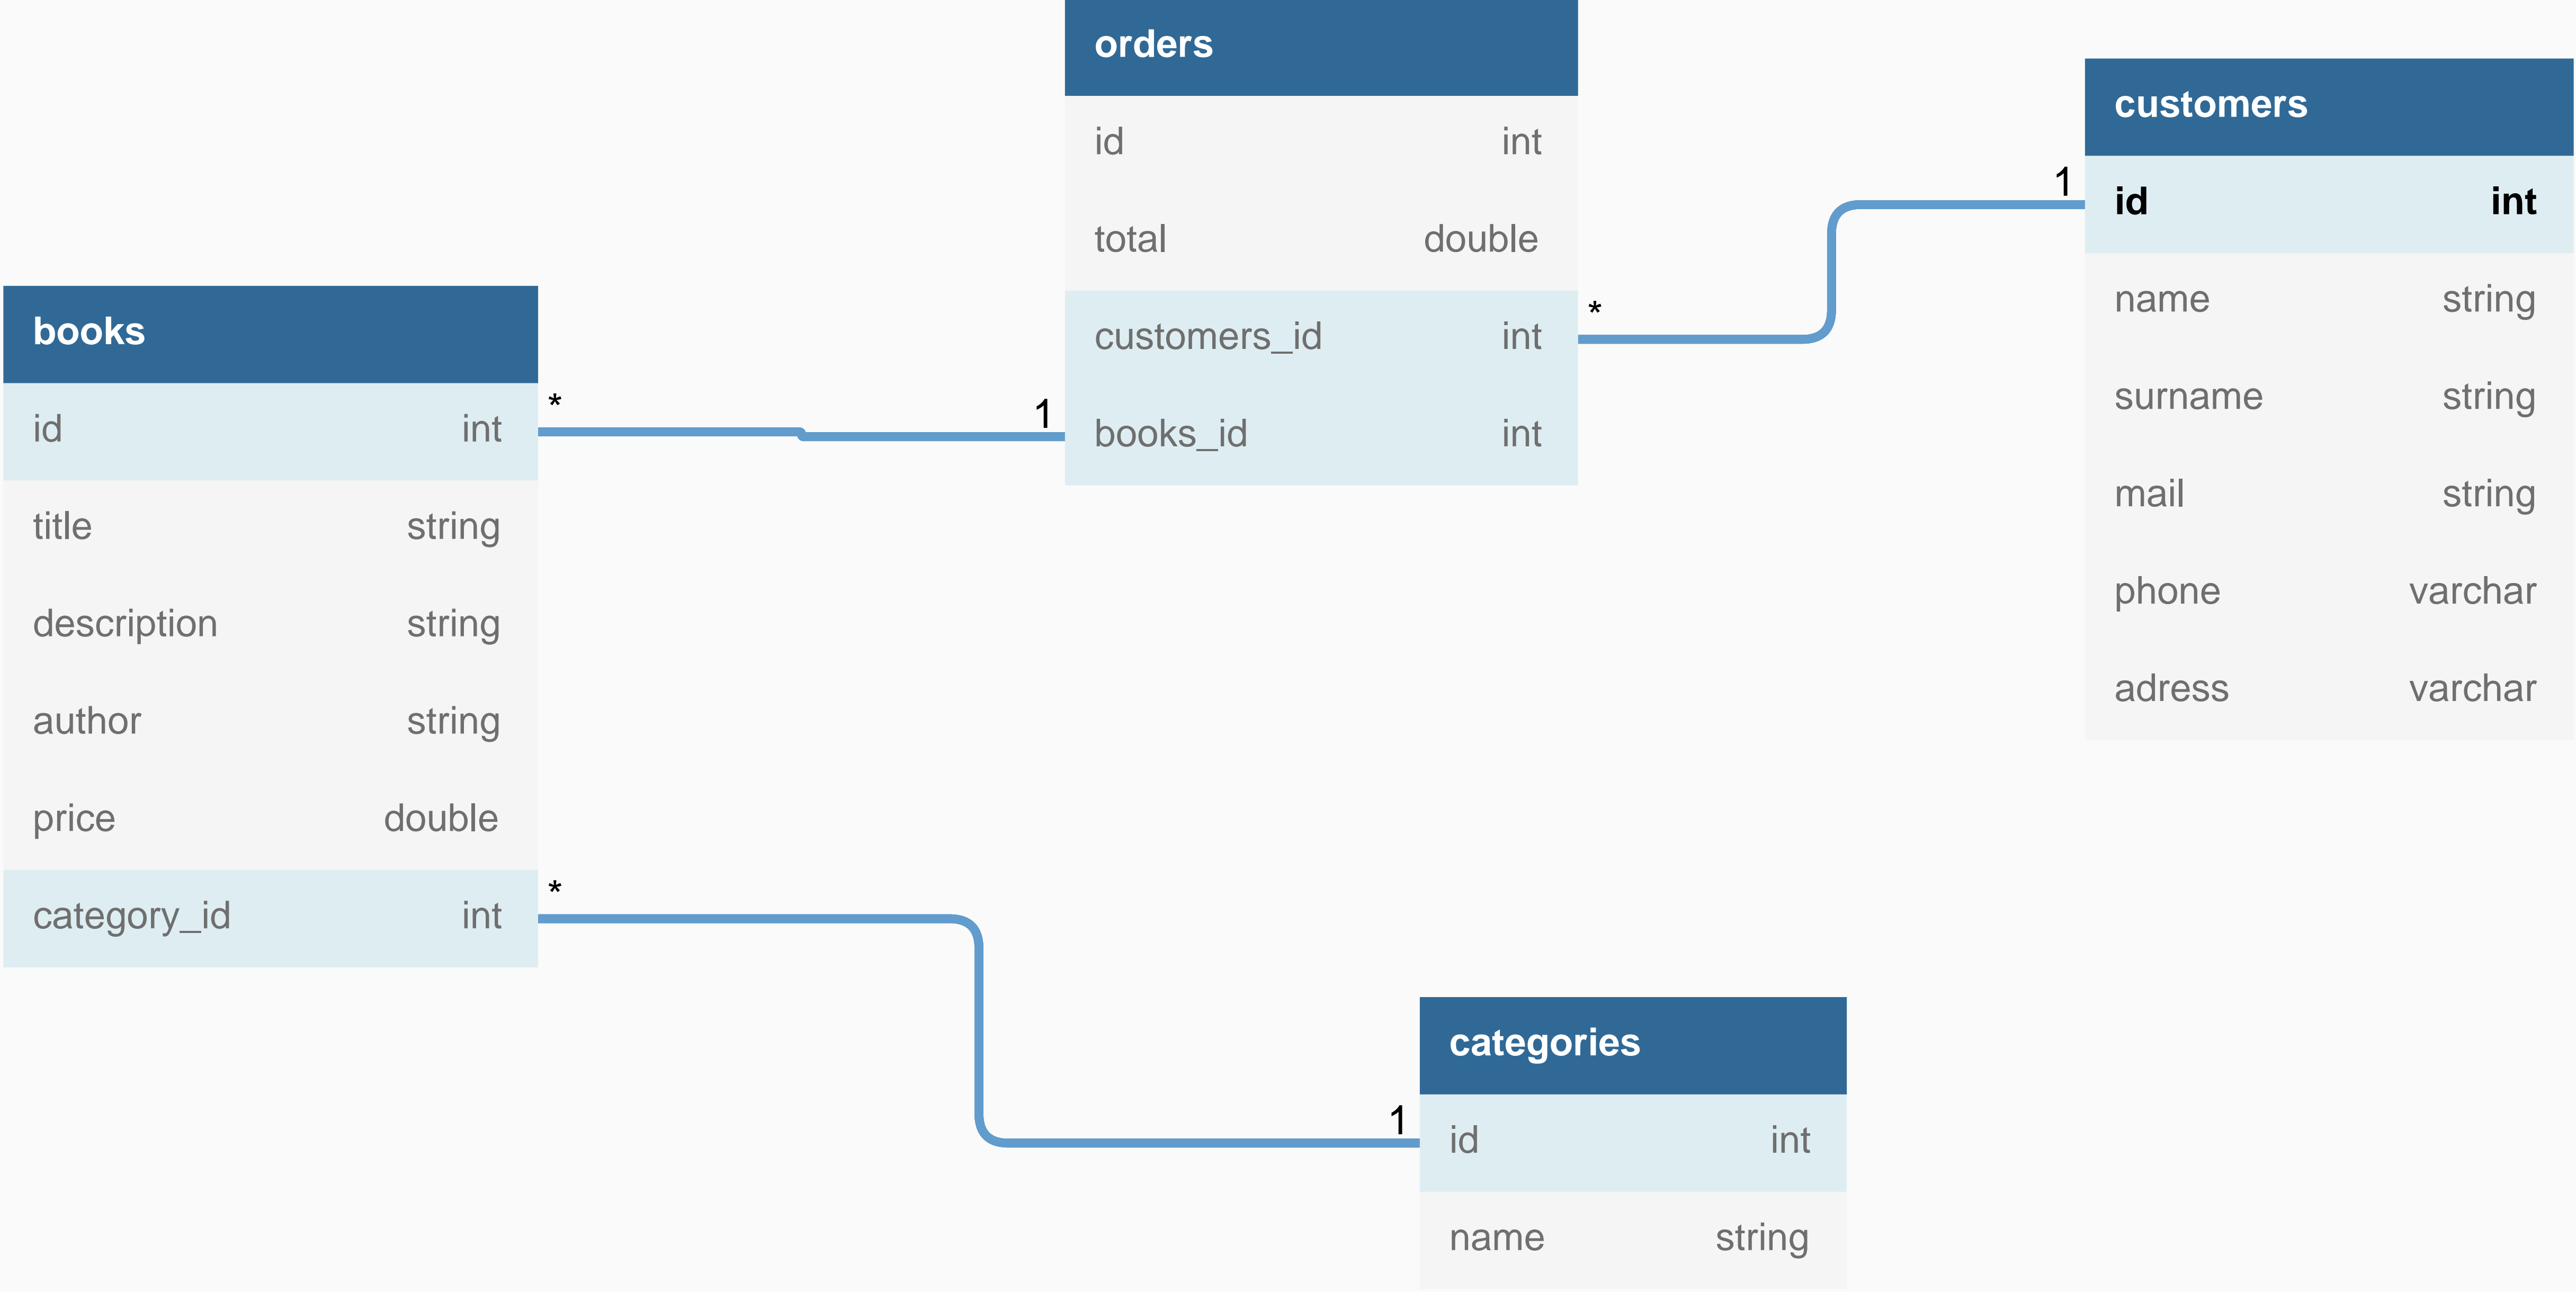 orders
id int
total double
customers_id int
books_id int
*
1
customers
id int
name string
surname string
mail string
phone varchar
adress varchar
1
books
id int
title string
description string
author string
price double
category_id int
*
*
categories
id int
name string
1